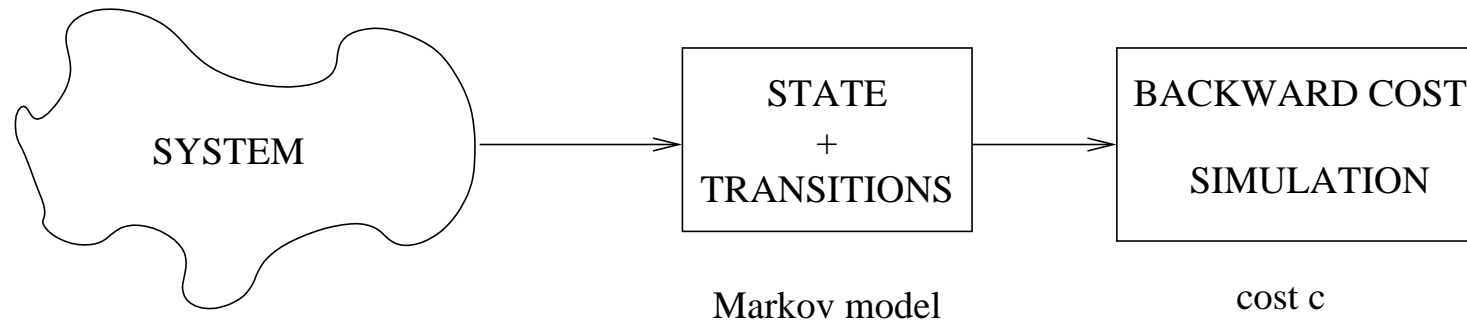 SYSTEM
STATE
+
TRANSITIONS
Markov model
BACKWARD COST
SIMULATION
cost c